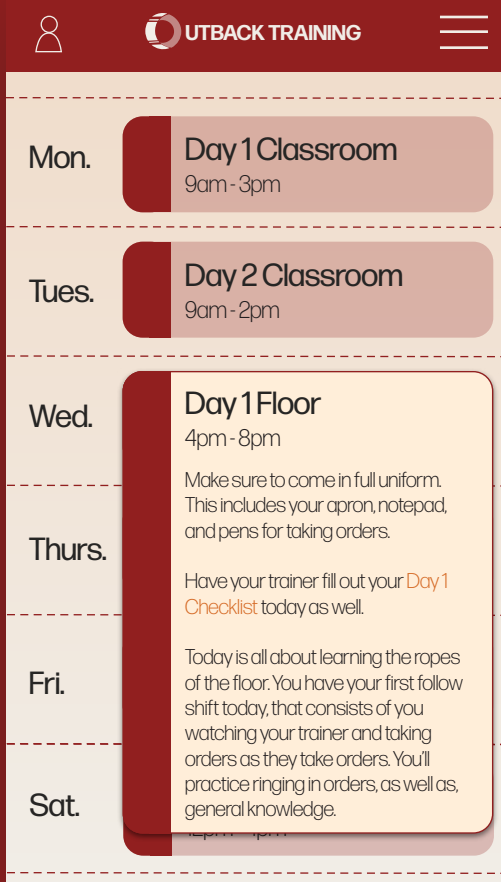 OUTBACK TRAINING
Mon.
Day 1 Classroom
9am - 3pm
Tues.
Day 2 Classroom
9am - 2pm
Wed.
Day 1 Floor
4pm - 8pm
Make sure to come in full uniform.
This includes your apron, notepad,
and pens for taking orders.
Have your trainer fill out your Day 1
Checklist today as well.
Today is all about learning the ropes
of the floor. You have your first follow
shift today, that consists of you
watching your trainer and taking
orders as they take orders. You'll
practice ringing in orders, as well as,
general knowledge.
Thurs.
Fri.
Sat.